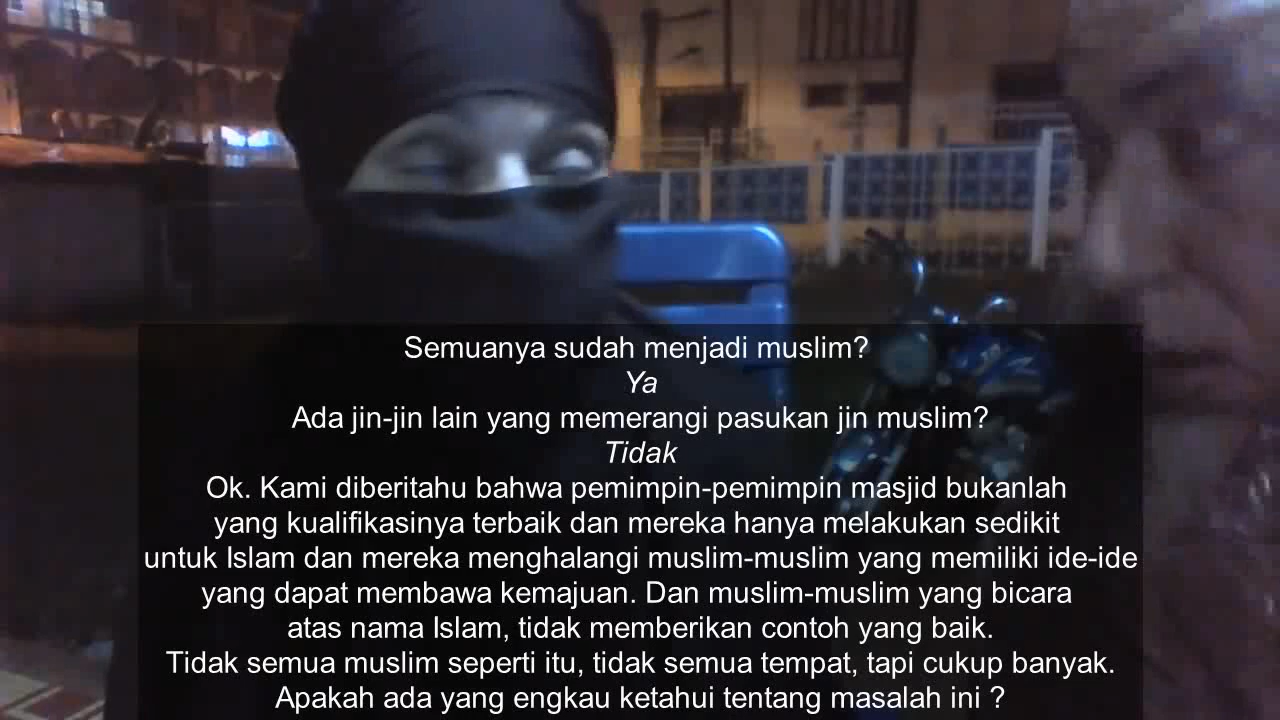 Semuanya sudah menjadi muslim?
Ya
Ada jin-jin lain yang memerangi pasukan jin muslim?
Tidak
Ok. Kami diberitahu bahwa pemimpin-pemimpin masjid bukanlah
yang kualifikasinya terbaik dan mereka hanya melakukan sedikit
untuk Islam dan mereka menghalangi muslim-muslim yang memiliki ide-ide
yang dapat membawa kemajuan. Dan muslim-muslim yang bicara
atas nama Islam, tidak memberikan contoh yang baik.
Tidak semua muslim seperti itu, tidak semua tempat, tapi cukup banyak.
Apakah ada yang engkau ketahui tentang masalah ini ?